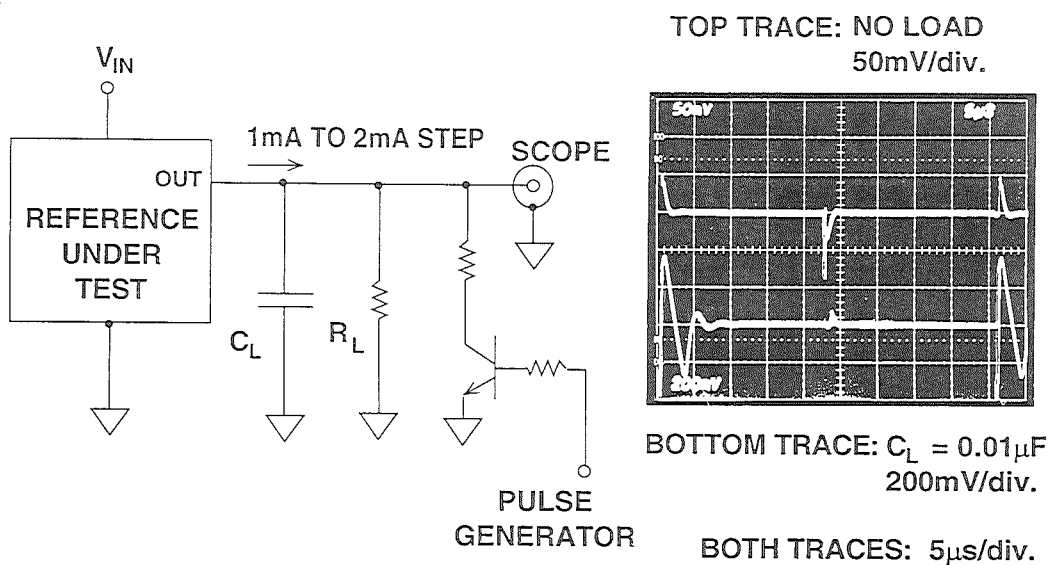 TOP TRACE: NO LOAD
50mV/div.
V_IN
1mA TO 2mA STEP
SCOPE
OUT
REFERENCE
UNDER
TEST
C_L
R_L
PULSE
GENERATOR
50mV
5µS
200mV
BOTTOM TRACE: C_L = 0.01µF
200mV/div.
BOTH TRACES: 5µs/div.